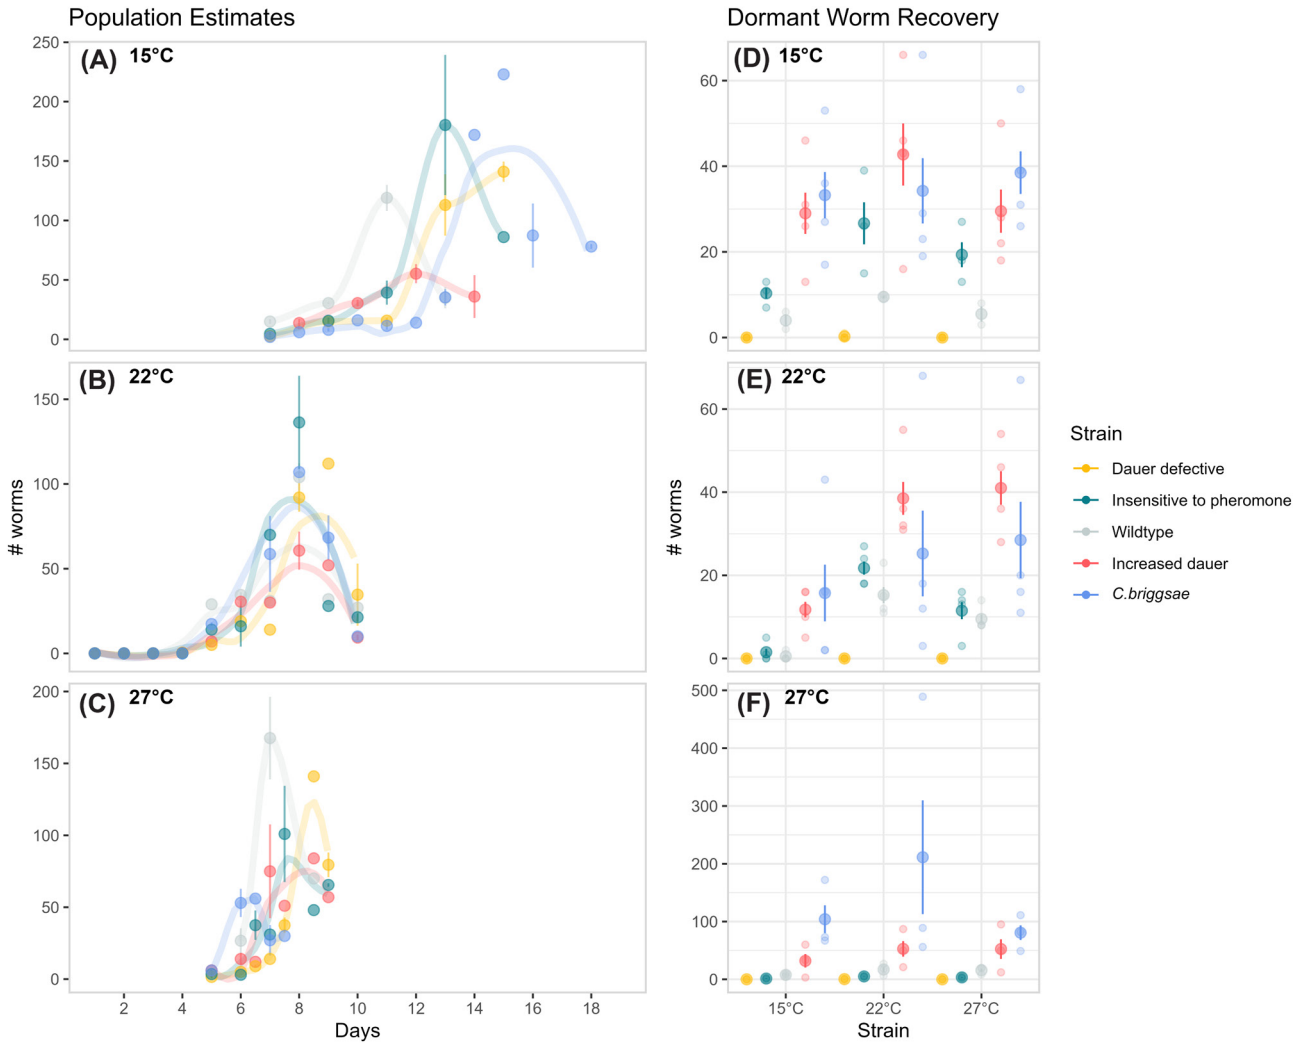 Population Estimates
Dormant Worm Recovery
(A) 15°C
250
200
150
100
50
0
(D) 15°C
60
40
20
0
(B) 22°C
150
100
50
0
(E) 22°C
60
40
20
0
(C) 27°C
200
150
100
50
0
(F) 27°C
500
400
300
200
100
0
# worms
# worms
2 4 6 8 10 12 14 16 18
Days
15°C 22°C 27°C
Strain
Strain
Dauer defective
Insensitive to pheromone
Wildtype
Increased dauer
C.briggsae